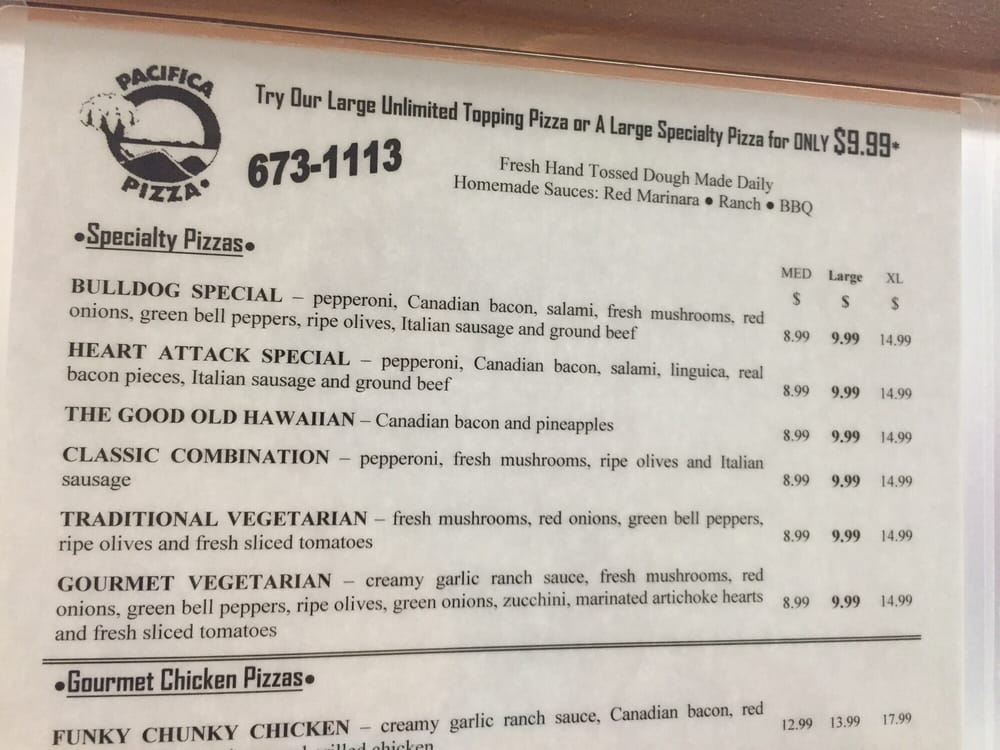 PACIFICA
PIZZA
Try Our Large Unlimited Topping Pizza or A Large Specialty Pizza for ONLY $9.99*
673-1113
Fresh Hand Tossed Dough Made Daily
Homemade Sauces: Red Marinara ● Ranch ● BBQ
•Specialty Pizzas•
MED Large XL
$ $ $
BULLDOG SPECIAL – pepperoni, Canadian bacon, salami, fresh mushrooms, red
onions, green bell peppers, ripe olives, Italian sausage and ground beef
8.99 9.99 14.99
HEART ATTACK SPECIAL – pepperoni, Canadian bacon, salami, linguica, real
bacon pieces, Italian sausage and ground beef
8.99 9.99 14.99
THE GOOD OLD HAWAIIAN – Canadian bacon and pineapples
8.99 9.99 14.99
CLASSIC COMBINATION – pepperoni, fresh mushrooms, ripe olives and Italian
sausage
8.99 9.99 14.99
TRADITIONAL VEGETARIAN – fresh mushrooms, red onions, green bell peppers,
ripe olives and fresh sliced tomatoes
8.99 9.99 14.99
GOURMET VEGETARIAN – creamy garlic ranch sauce, fresh mushrooms, red
onions, green bell peppers, ripe olives, green onions, zucchini, marinated artichoke hearts
and fresh sliced tomatoes
8.99 9.99 14.99
•Gourmet Chicken Pizzas•
FUNKY CHUNKY CHICKEN – creamy garlic ranch sauce, Canadian bacon, red
12.99 13.99 17.99
chicken